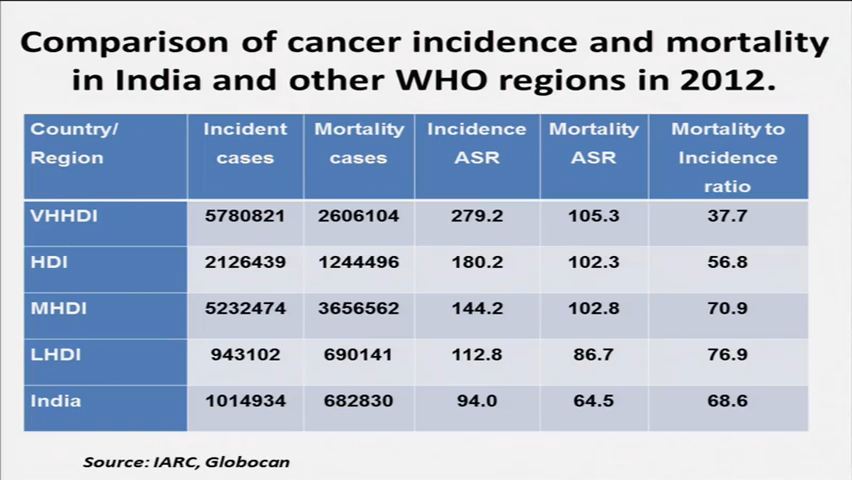 Comparison of cancer incidence and mortality
in India and other WHO regions in 2012.
Country/ Region Incident cases Mortality cases Incidence ASR Mortality ASR Mortality to Incidence ratio
VHHDI 5780821 2606104 279.2 105.3 37.7
HDI 2126439 1244496 180.2 102.3 56.8
MHDI 5232474 3656562 144.2 102.8 70.9
LHDI 943102 690141 112.8 86.7 76.9
India 1014934 682830 94.0 64.5 68.6
Source: IARC, Globocan